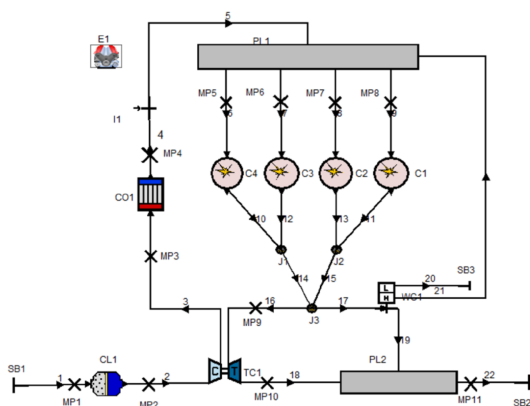 5
E1
PL1
MP5
MP6
MP7
MP8
6
7
8
9
I1
4
MP4
C4
C3
C2
C1
CO1
10
12
13
11
MP3
J1
J2
14
15
L
H
20
SB3
21
WC1
3
16
17
MP9
J3
19
SB1
1
CL1
2
C
T
TC1
PL2
MP1
MP2
MP10
18
MP11
22
SB2